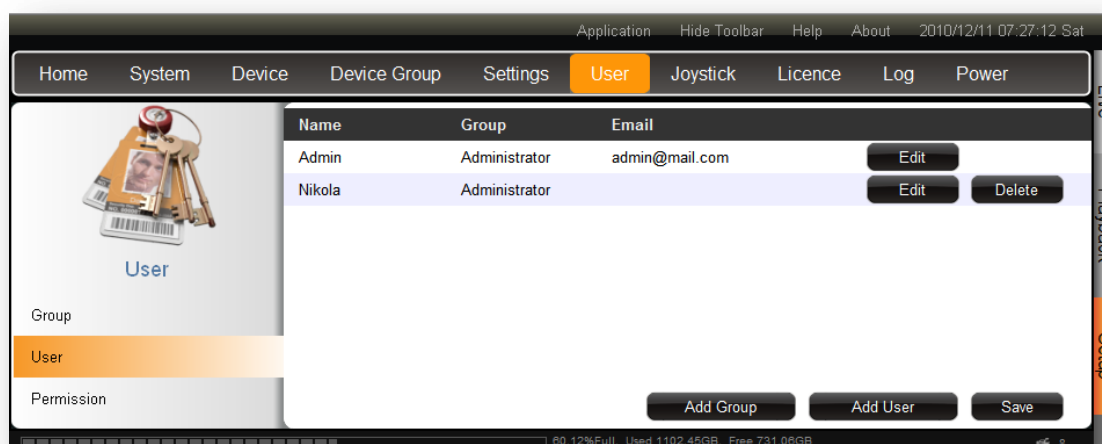 Application Hide Toolbar Help About 2010/12/11 07:27:12 Sat
Home System Device Device Group Settings User Joystick Licence Log Power
Name Group Email
Admin Administrator admin@mail.com Edit
Nikola Administrator Edit Delete
User
Group
User
Permission
Add Group Add User Save
60.12%Full Used 1102.45GB Free 731.06GB
Playback
Setup